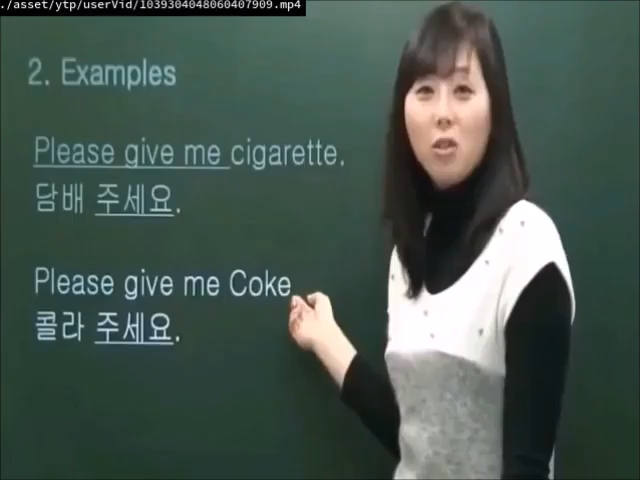 ./asset/ytp/userVid/1039304048060407909.mp4
2. Examples
Please give me cigarette.
담배 주세요.
Please give me Coke
콜라 주세요.